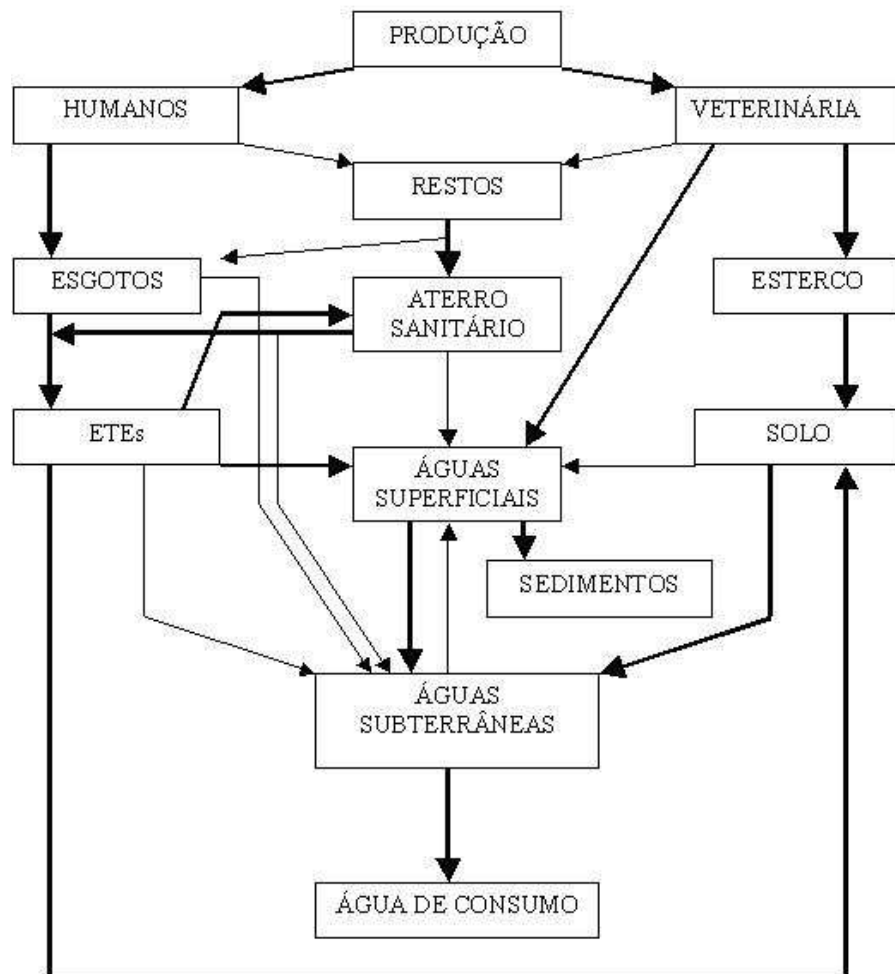 PRODUÇÃO
HUMANOS
VETERINÁRIA
RESTOS
ESGOTOS
ATERRO
SANITÁRIO
ESTERCO
ETEs
ÁGUAS
SUPERFICIAIS
SOLO
SEDIMENTOS
ÁGUAS
SUBTERRÂNEAS
ÁGUA DE CONSUMO